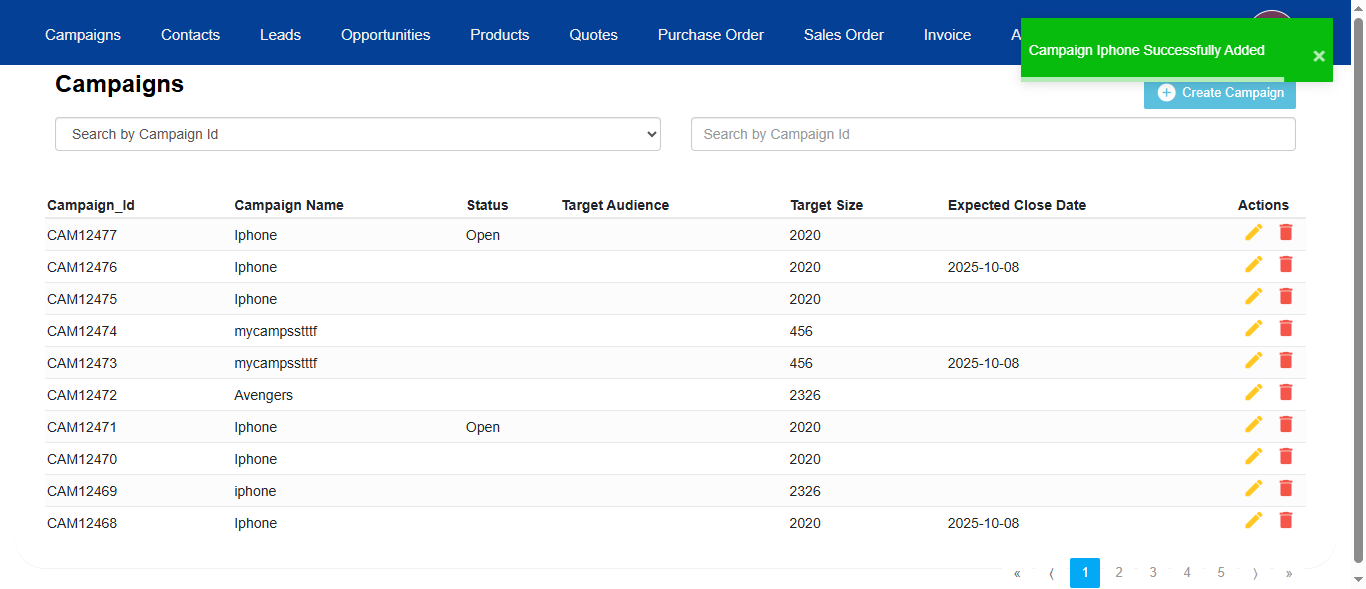 Campaigns Contacts Leads Opportunities Products Quotes Purchase Order Sales Order Invoice A
Campaign Iphone Successfully Added ×
Campaigns
+ Create Campaign
Search by Campaign Id Search by Campaign Id
Campaign_Id Campaign Name Status Target Audience Target Size Expected Close Date Actions
CAM12477 Iphone Open 2020
CAM12476 Iphone 2020 2025-10-08
CAM12475 Iphone 2020
CAM12474 mycampsstttf 456
CAM12473 mycampsstttf 456 2025-10-08
CAM12472 Avengers 2326
CAM12471 Iphone Open 2020
CAM12470 Iphone 2020
CAM12469 iphone 2326
CAM12468 Iphone 2020 2025-10-08
« ⟨ 1 2 3 4 5 ⟩ »